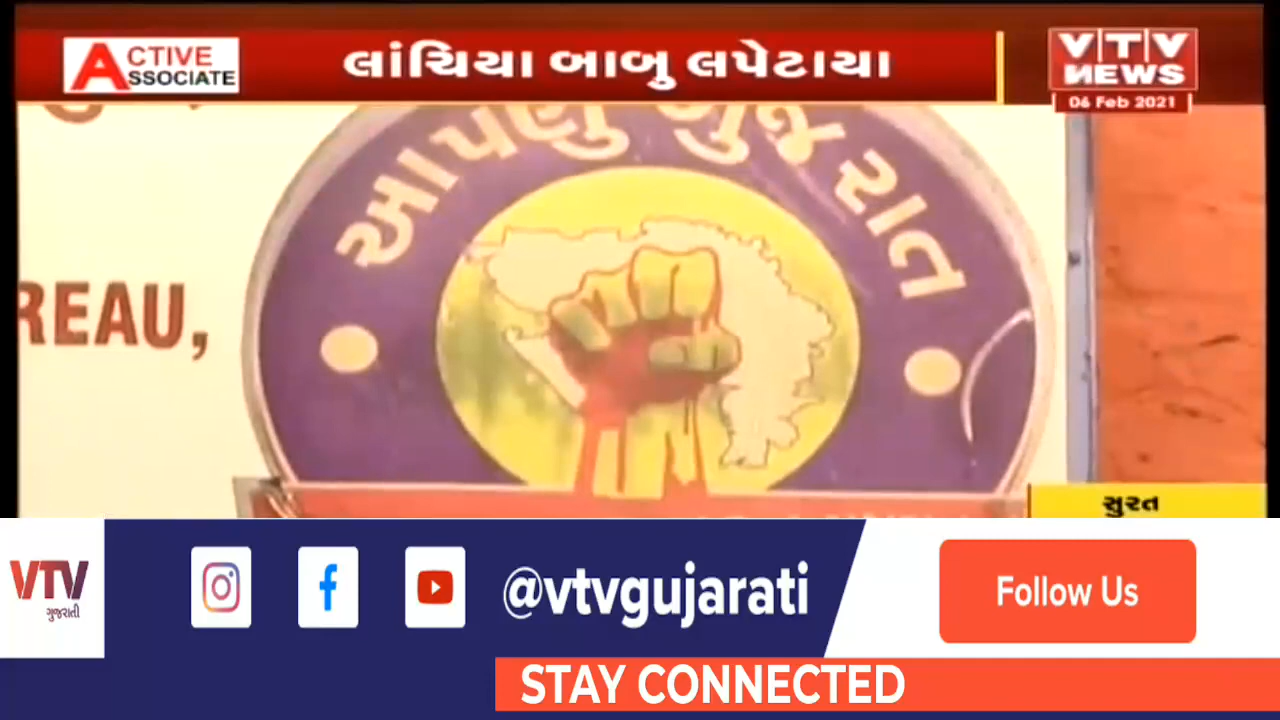 ACTIVE ASSOCIATE
લાંચિયા બાબુ લપેટાયા
VTV NEWS
06 Feb 2021
આપણું ગુજરાત
REAU,
સુરત
VTV ગુજરાતી
@vtvgujarati
Follow Us
STAY CONNECTED